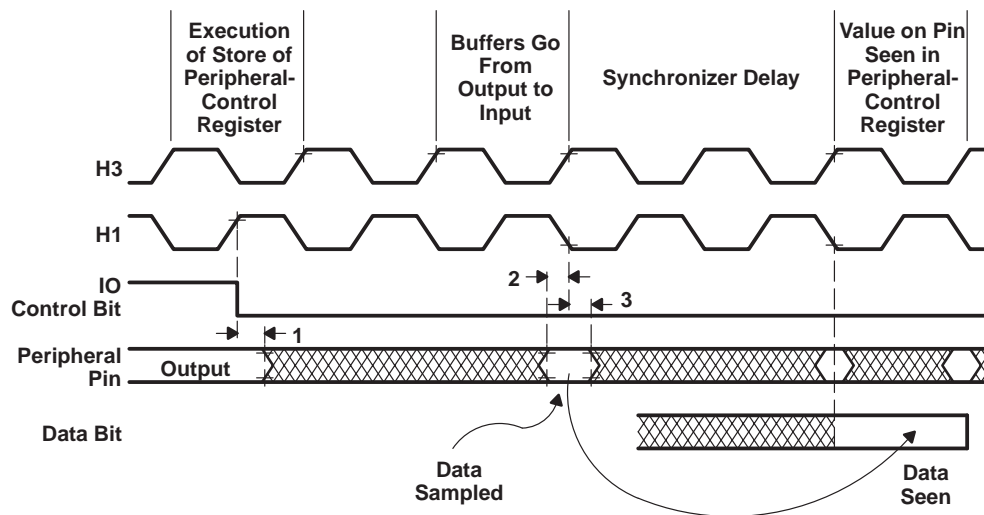 Execution
of Store of
Peripheral-
Control
Register
Buffers Go
From
Output to
Input
Synchronizer Delay
Value on Pin
Seen in
Peripheral-
Control
Register
H3
H1
IO
Control Bit
2
3
1
Peripheral
Pin
Output
Data Bit
Data
Sampled
Data
Seen